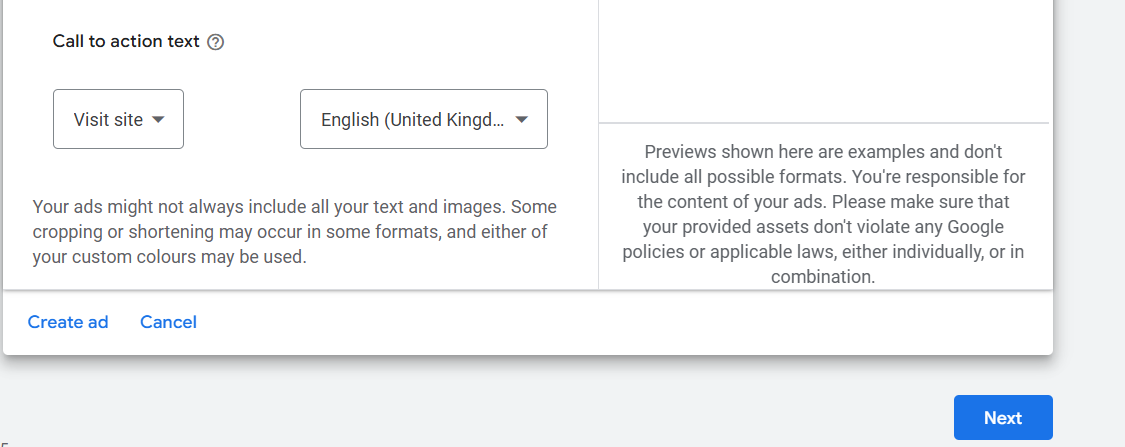 Call to action text
Visit site
English (United Kingd...
Your ads might not always include all your text and images. Some
cropping or shortening may occur in some formats, and either of
your custom colours may be used.
Previews shown here are examples and don't
include all possible formats. You're responsible for
the content of your ads. Please make sure that
your provided assets don't violate any Google
policies or applicable laws, either individually, or in
combination.
Create ad
Cancel
Next